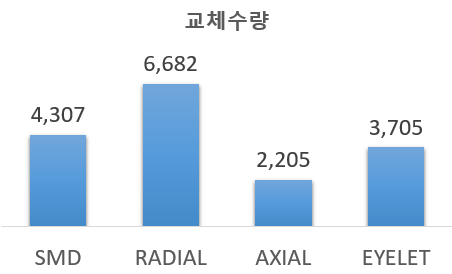 교체수량
6,682
4,307
3,705
2,205
SMD RADIAL AXIAL EYELET